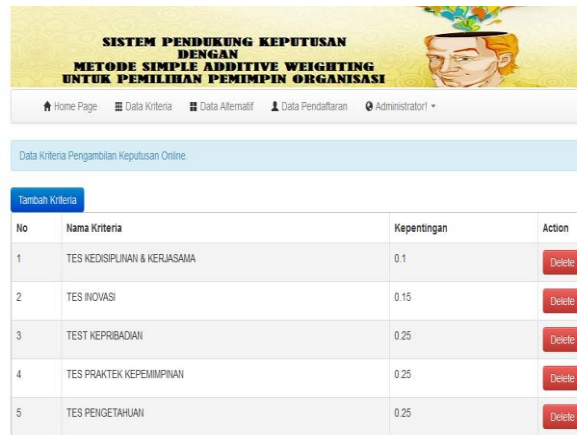 SISTEM PENDUKUNG KEPUTUSAN
DENGAN
METODE SIMPLE ADDITIVE WEIGHTING
UNTUK PEMILIHAN PEMIMPIN ORGANISASI
Home Page Data Kriteria Data Alternatif Data Pendaftaran Administrator!
Data Kriteria Pengambilan Keputusan Online.
Tambah Kriteria
No Nama Kriteria Kepentingan Action
1 TES KEDISIPLINAN & KERJASAMA 0.1 Delete
2 TES INOVASI 0.15 Delete
3 TEST KEPRIBADIAN 0.25 Delete
4 TES PRAKTEK KEPEMIMPINAN 0.25 Delete
5 TES PENGETAHUAN 0.25 Delete